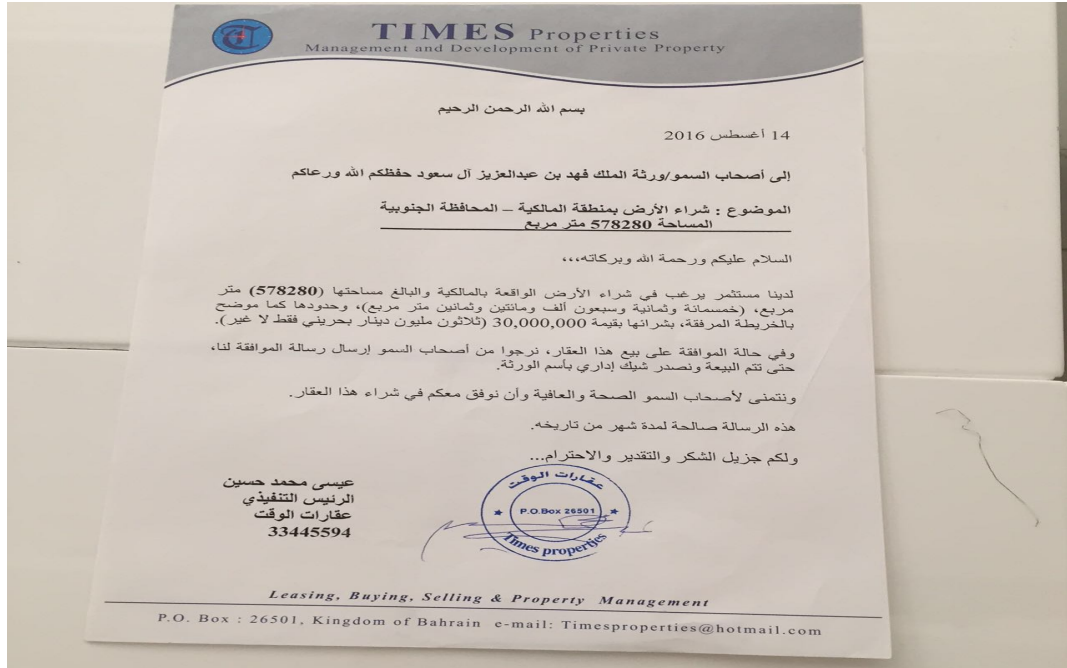 TIMES Properties
Management and Development of Private Property
بسم الله الرحمن الرحيم
14 أغسطس 2016
إلى أصحاب السمو/ورثة الملك فهد بن عبدالعزيز آل سعود حفظكم الله ورعاكم
الموضوع : شراء الأرض بمنطقة المالكية – المحافظة الجنوبية
المساحة 578280 متر مربع
السلام عليكم ورحمة الله وبركاته،،،
لدينا مستثمر يرغب في شراء الأرض الواقعة بالمالكية والبالغ مساحتها (578280) متر
مربع، (خمسمائة وثمانية وسبعون ألف ومائتين وثمانين متر مربع)، وحدودها كما موضح
بالخريطة المرفقة، بشرائها بقيمة 30,000,000 (ثلاثون مليون دينار بحريني فقط لا غير).
وفي حالة الموافقة على بيع هذا العقار، نرجوا من أصحاب السمو إرسال رسالة الموافقة لنا،
حتى تتم البيعة ونصدر شيك إداري بأسم الورثة.
ونتمنى لأصحاب السمو الصحة والعافية وأن نوفق معكم في شراء هذا العقار.
هذه الرسالة صالحة لمدة شهر من تاريخه.
ولكم جزيل الشكر والتقدير والاحترام...
عيسى محمد حسين
الرئيس التنفيذي
عقارات الوقت
33445594
عقارات الوقت
P.O.Box 26501
Times properties
Leasing, Buying, Selling & Property Management
P.O. Box : 26501, Kingdom of Bahrain e-mail: Timesproperties@hotmail.com